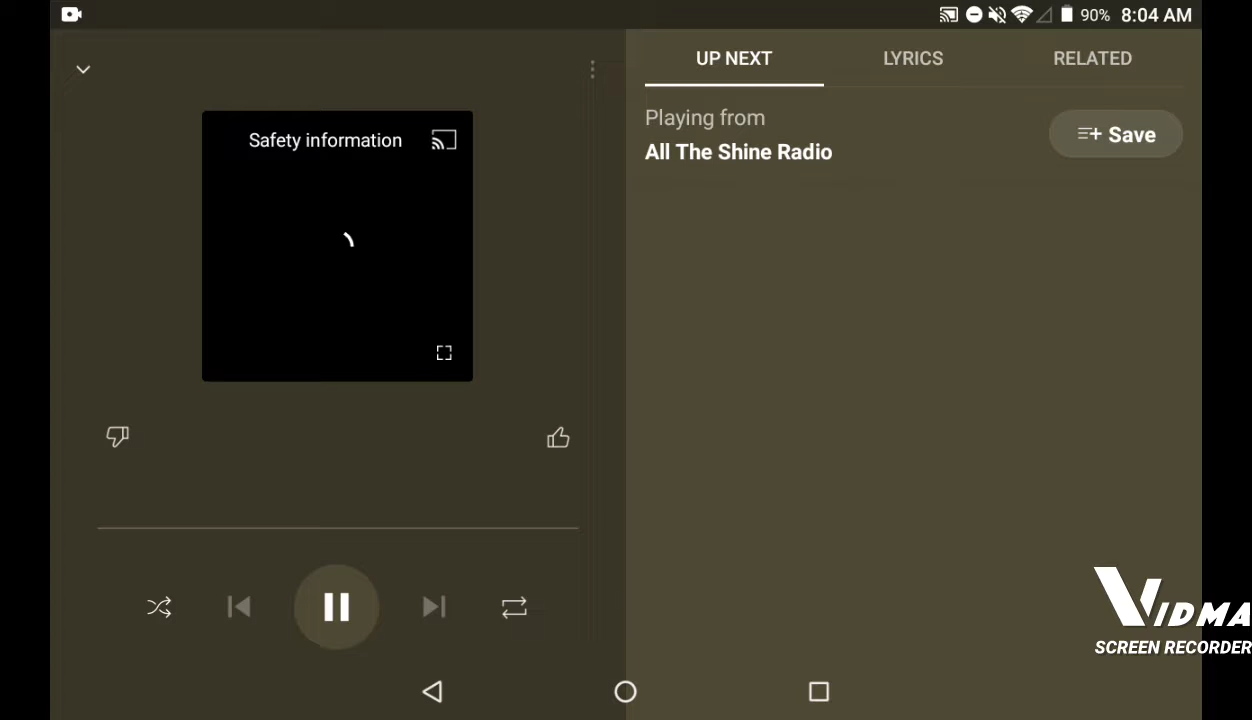 90% 8:04 AM
Safety information
UP NEXT LYRICS RELATED
Playing from
All The Shine Radio
Save
VIDMA
SCREEN RECORDER